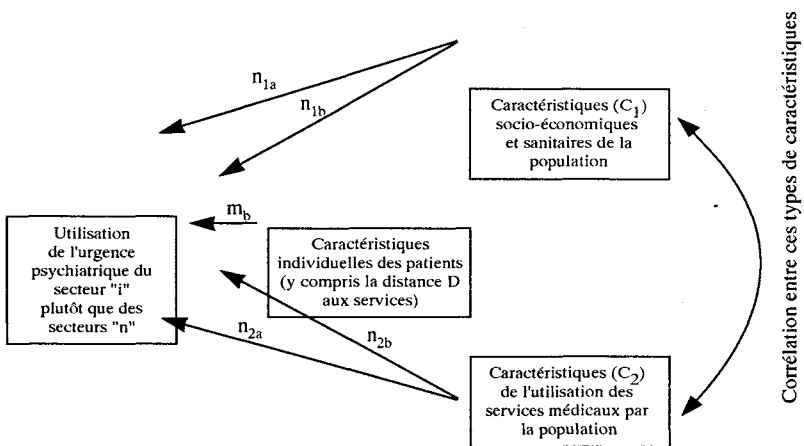 n1a
n1b
Caractéristiques (C1)
socio-économiques
et sanitaires de la
population
mb
Utilisation
de l'urgence
psychiatrique du
secteur "i"
plutôt que des
secteurs "n"
Caractéristiques
individuelles des patients
(y compris la distance D
aux services)
n2a
n2b
Caractéristiques (C2)
de l'utilisation des
services médicaux par
la population
Corrélation entre ces types de caractéristiques